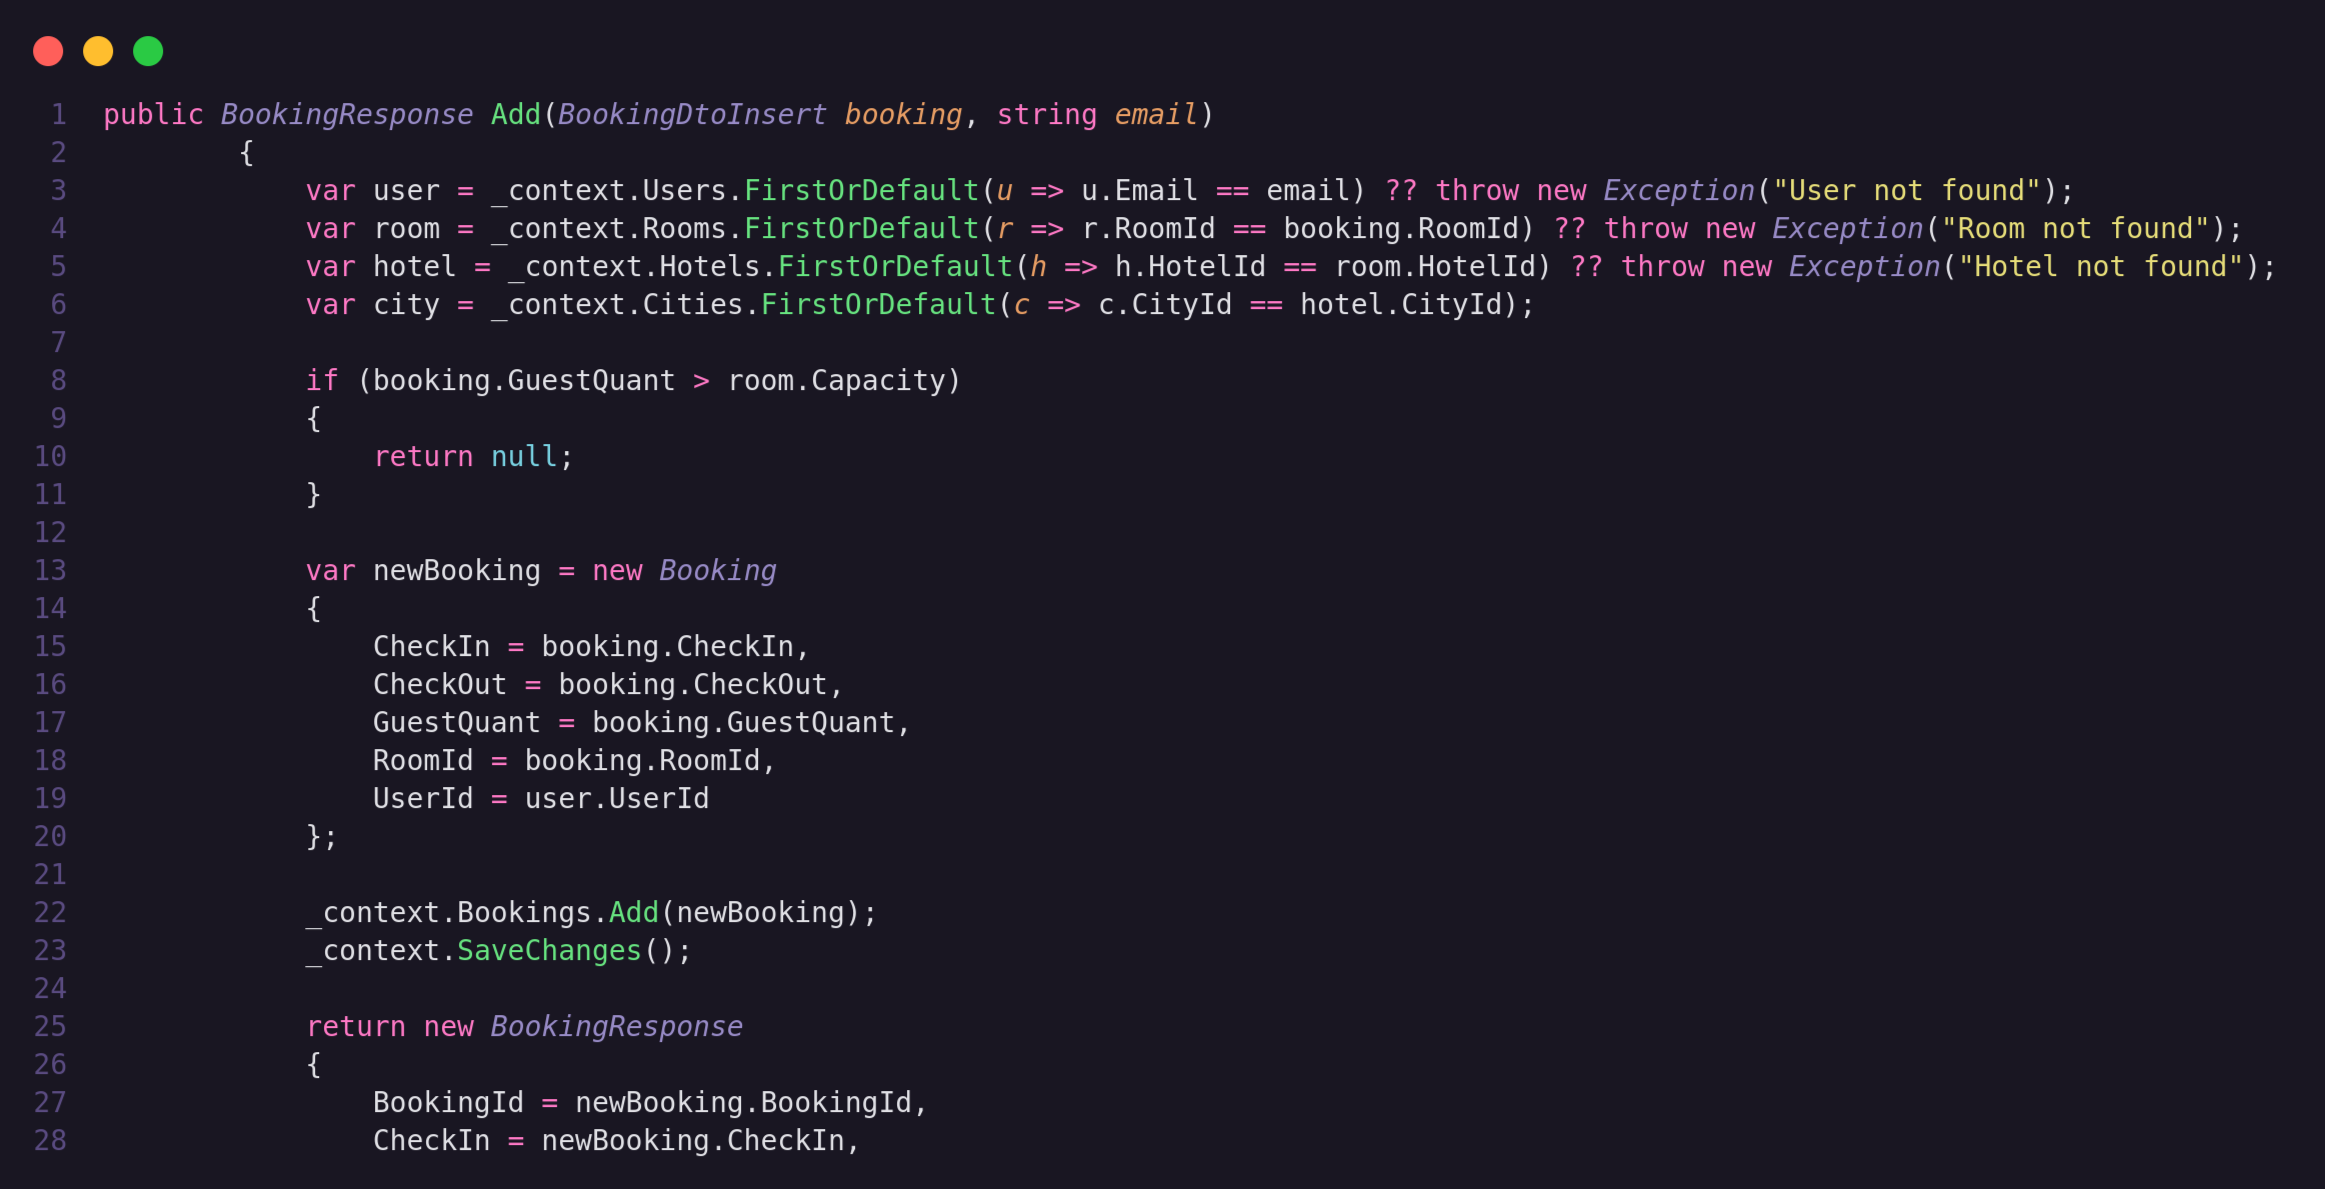 1 public BookingResponse Add(BookingDtoInsert booking, string email)
2         {
3             var user = _context.Users.FirstOrDefault(u => u.Email == email) ?? throw new Exception("User not found");
4             var room = _context.Rooms.FirstOrDefault(r => r.RoomId == booking.RoomId) ?? throw new Exception("Room not found");
5             var hotel = _context.Hotels.FirstOrDefault(h => h.HotelId == room.HotelId) ?? throw new Exception("Hotel not found");
6             var city = _context.Cities.FirstOrDefault(c => c.CityId == hotel.CityId);
7
8             if (booking.GuestQuant > room.Capacity)
9             {
10                 return null;
11             }
12
13             var newBooking = new Booking
14             {
15                 CheckIn = booking.CheckIn,
16                 CheckOut = booking.CheckOut,
17                 GuestQuant = booking.GuestQuant,
18                 RoomId = booking.RoomId,
19                 UserId = user.UserId
20             };
21
22             _context.Bookings.Add(newBooking);
23             _context.SaveChanges();
24
25             return new BookingResponse
26             {
27                 BookingId = newBooking.BookingId,
28                 CheckIn = newBooking.CheckIn,